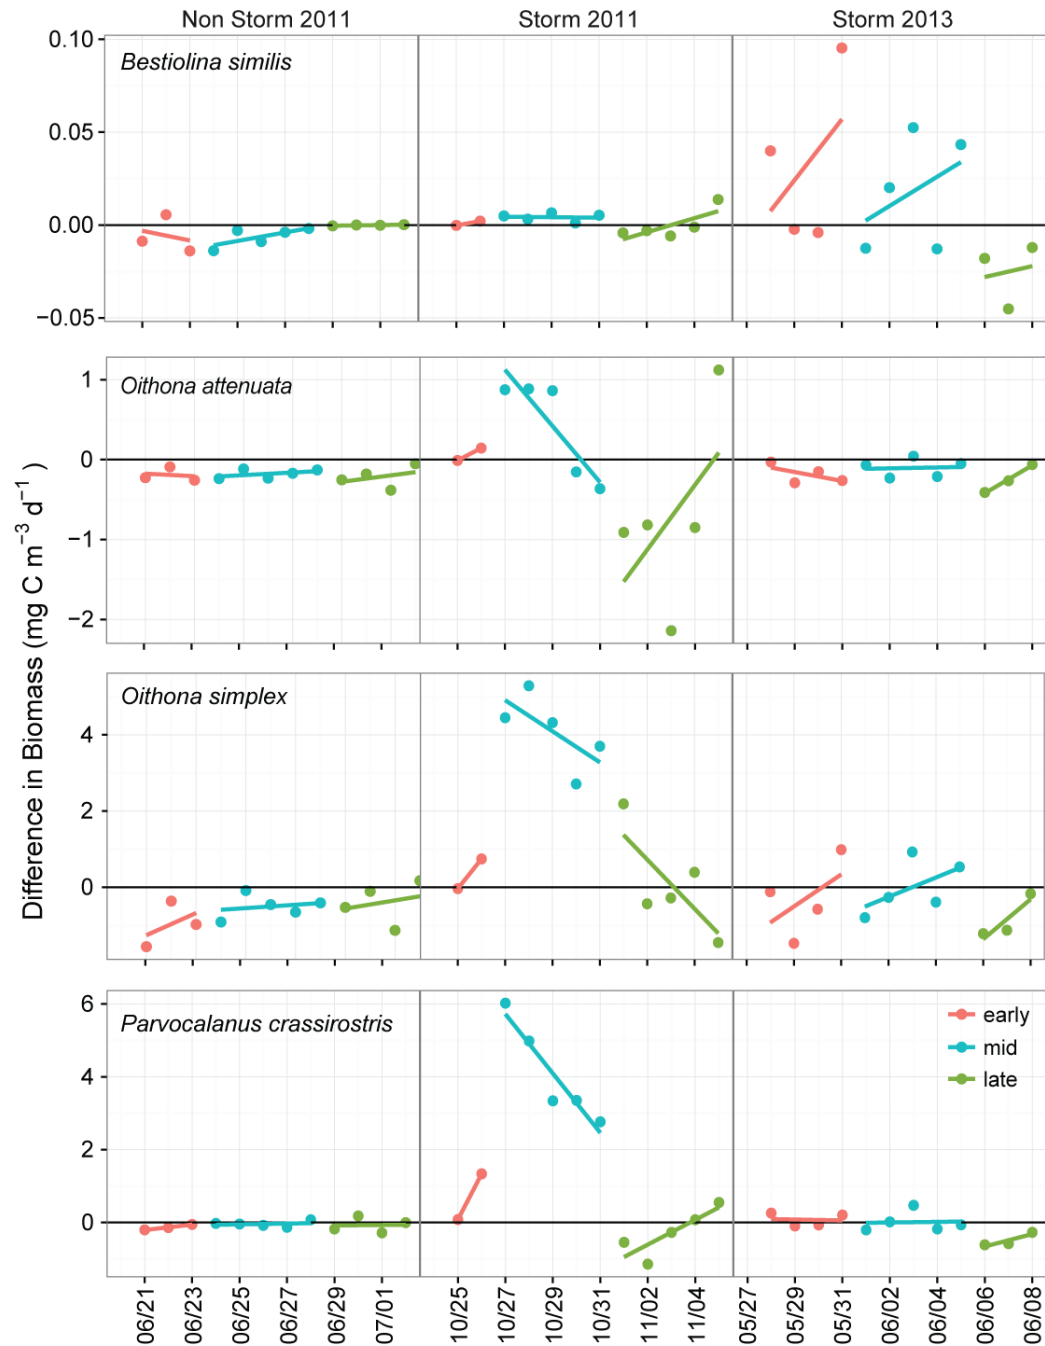 Non Storm 2011 Storm 2011 Storm 2013
Difference in Biomass (mg C m⁻³ d⁻¹)
Bestiolina similis
0.10
0.05
0.00
−0.05
Oithona attenuata
1
0
−1
−2
Oithona simplex
4
2
0
Parvocalanus crassirostris
6
4
2
0
early
mid
late
06/21 06/23 06/25 06/27 06/29 07/01 10/25 10/27 10/29 10/31 11/02 11/04 05/27 05/29 05/31 06/02 06/04 06/06 06/08